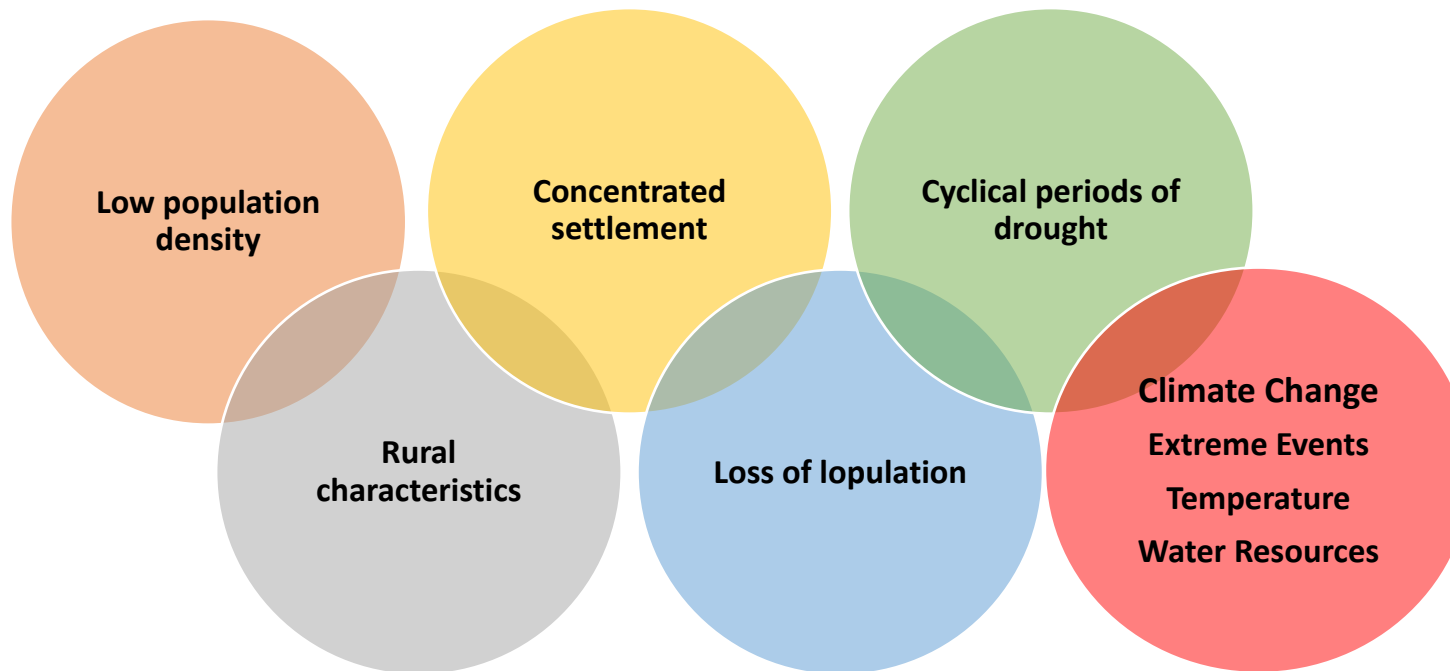 Low population
density
Concentrated
settlement
Cyclical periods of
drought
Rural
characteristics
Loss of lopulation
Climate Change
Extreme Events
Temperature
Water Resources